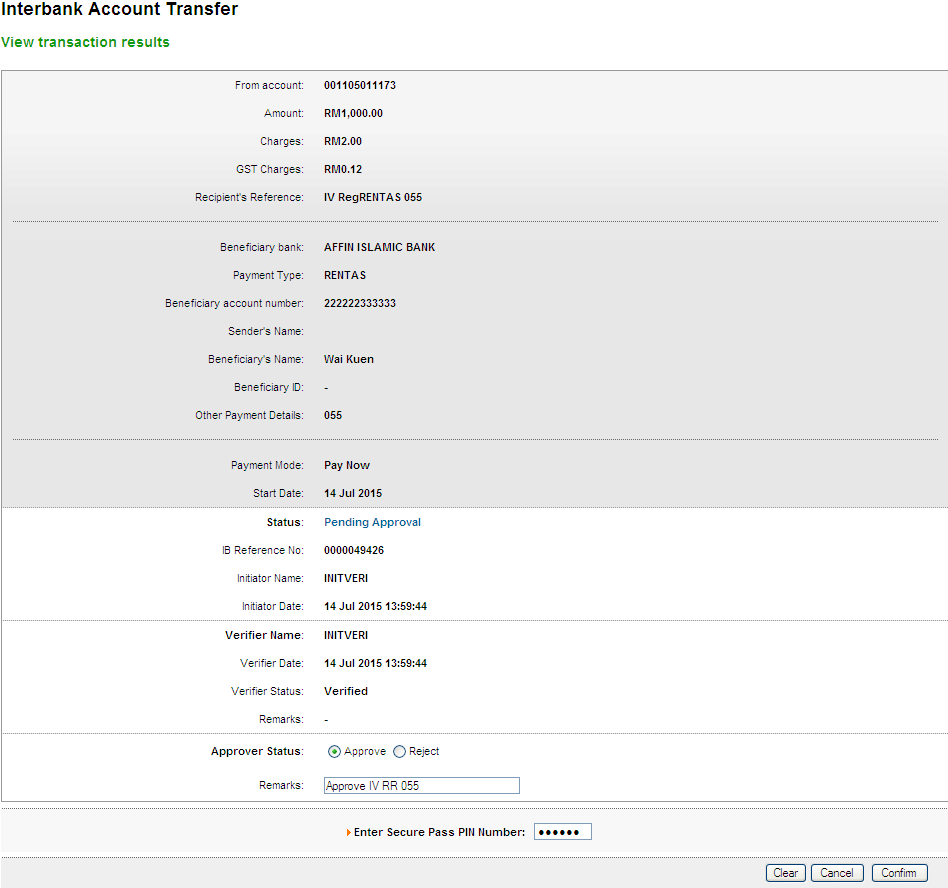 Interbank Account Transfer
View transaction results
From account: 001105011173
Amount: RM1,000.00
Charges: RM2.00
GST Charges: RM0.12
Recipient's Reference: IV RegRENTAS 055
Beneficiary bank: AFFIN ISLAMIC BANK
Payment Type: RENTAS
Beneficiary account number: 222222333333
Sender's Name:
Beneficiary's Name: Wai Kuen
Beneficiary ID: -
Other Payment Details: 055
Payment Mode: Pay Now
Start Date: 14 Jul 2015
Status: Pending Approval
IB Reference No: 0000049426
Initiator Name: INITVERI
Initiator Date: 14 Jul 2015 13:59:44
Verifier Name: INITVERI
Verifier Date: 14 Jul 2015 13:59:44
Verifier Status: Verified
Remarks: -
Approver Status: Approve Reject
Remarks: Approve IV RR 055
Enter Secure Pass PIN Number: ••••••
Clear Cancel Confirm